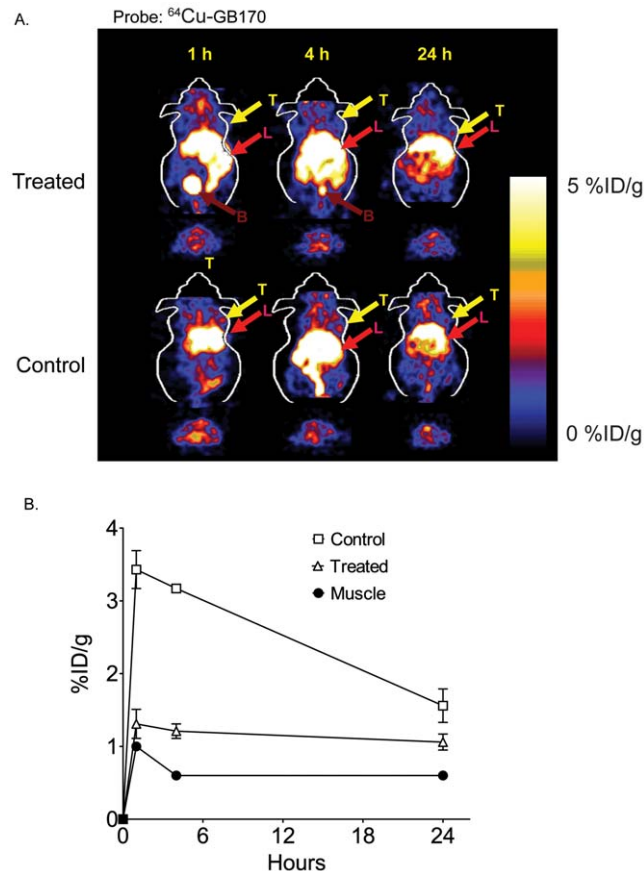 A.
Probe: ⁶⁴Cu-GB170
1 h 4 h 24 h
T T T
L L L
Treated
B B
T
T T T
L L L
Control
5 %ID/g
0 %ID/g
B.
4
3
2
1
0
%ID/g
Control
Treated
Muscle
0 6 12 18 24
Hours